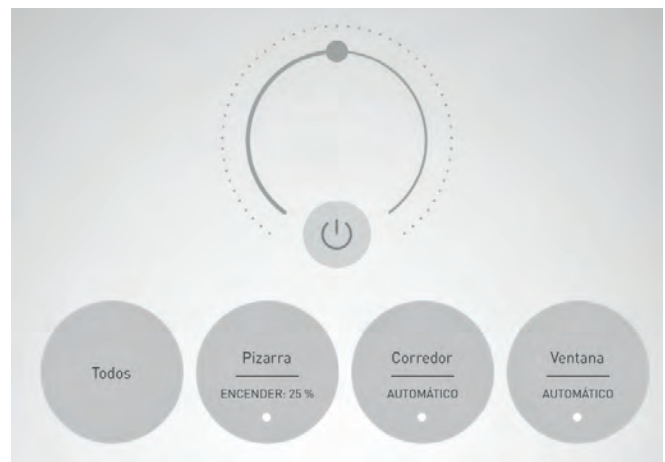 Todos
Pizarra
ENCENDER: 25 %
Corredor
AUTOMÁTICO
Ventana
AUTOMÁTICO